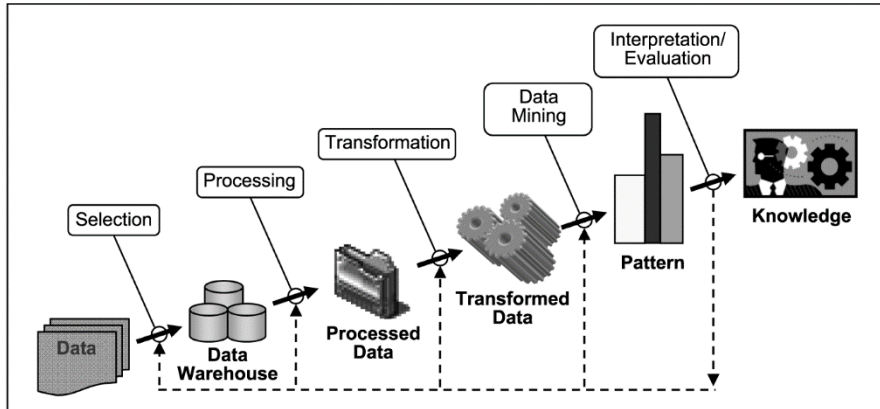 Interpretation/
Evaluation
Data
Mining
Transformation
Processing
Selection
Knowledge
Pattern
Transformed
Data
Processed
Data
Data
Warehouse
Data